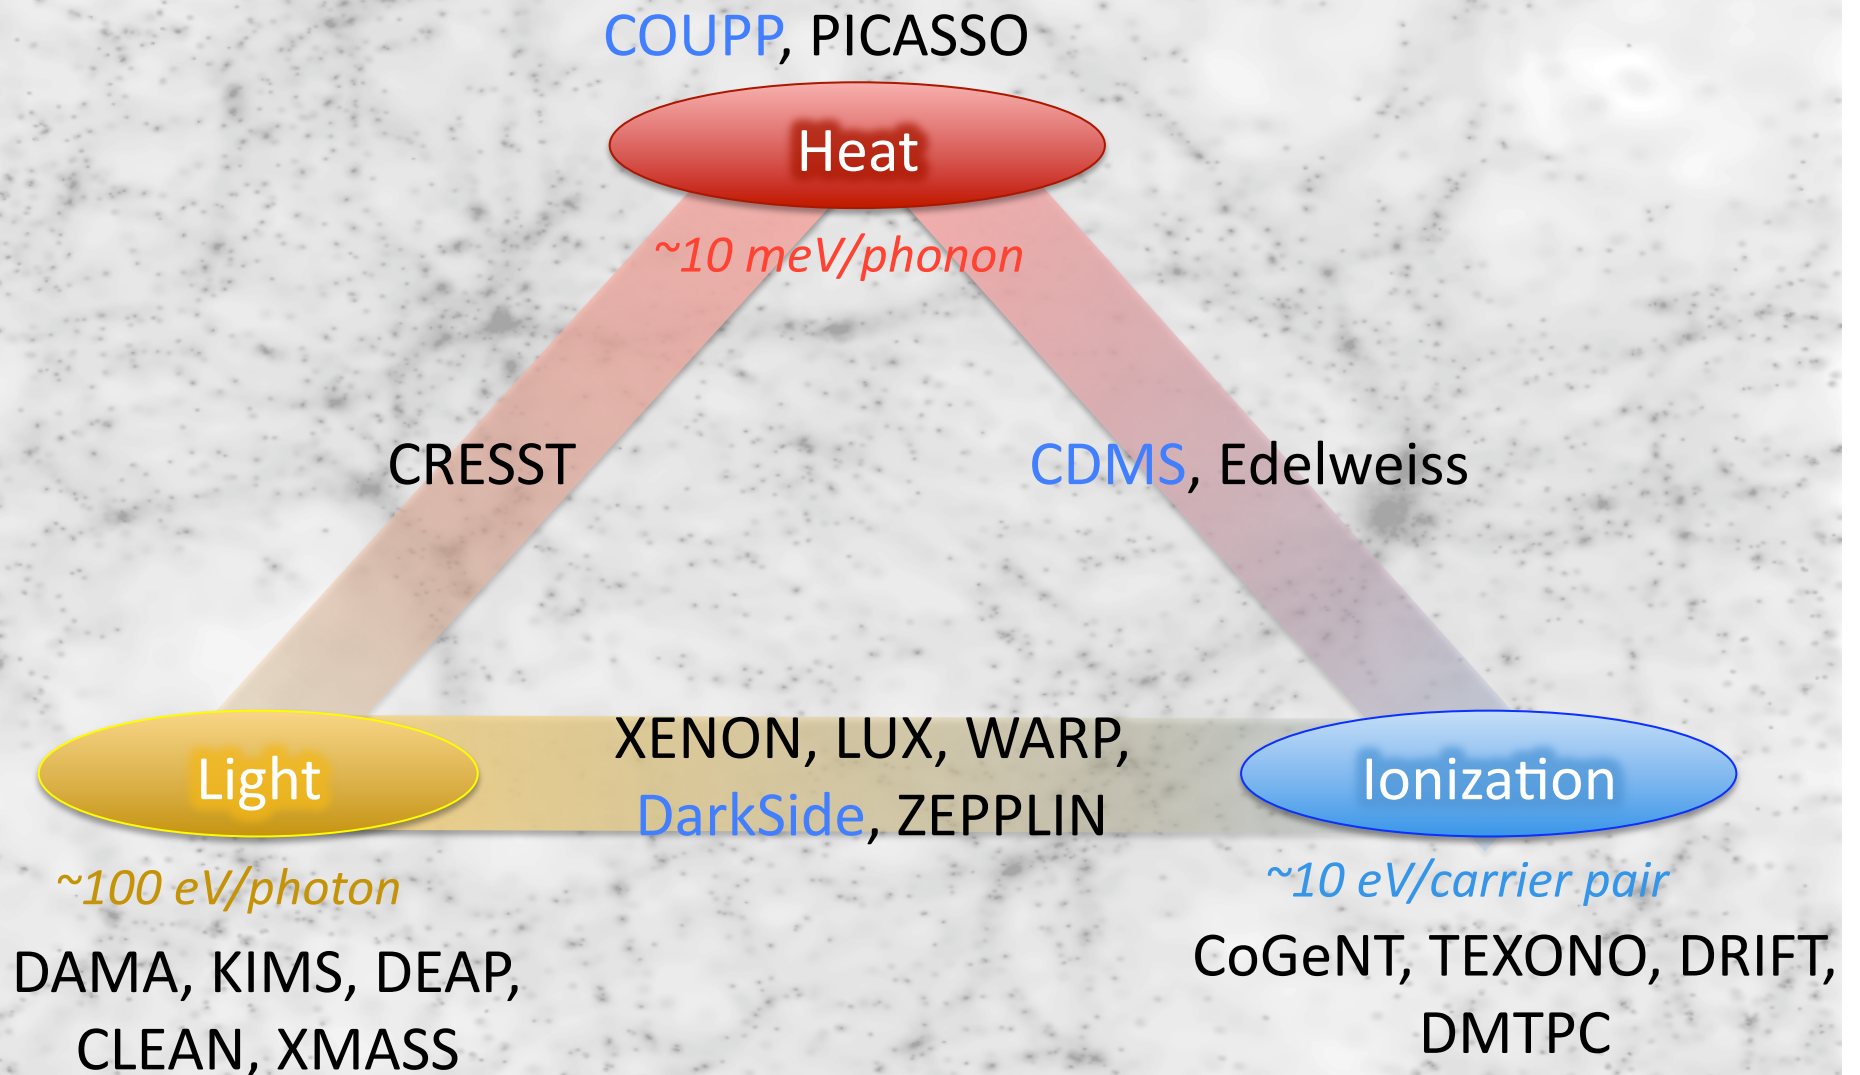 COUPP, PICASSO
Heat
~10 meV/phonon
CRESST
CDMS, Edelweiss
XENON, LUX, WARP,
DarkSide, ZEPPLIN
Light
Ionization
~100 eV/photon
~10 eV/carrier pair
DAMA, KIMS, DEAP,
CLEAN, XMASS
CoGeNT, TEXONO, DRIFT,
DMTPC